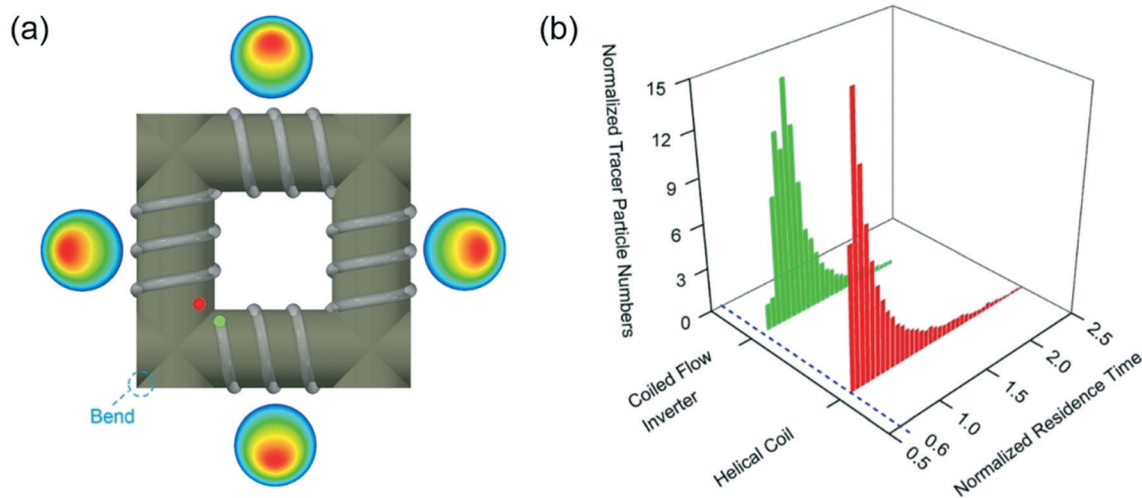 (a)
Bend
(b)
Normalized Tracer Particle Numbers
15
12
9
6
3
0
Coiled Flow
Inverter
Helical Coil
0.5
0.6
1.0
1.5
2.0
2.5
Normalized Residence Time